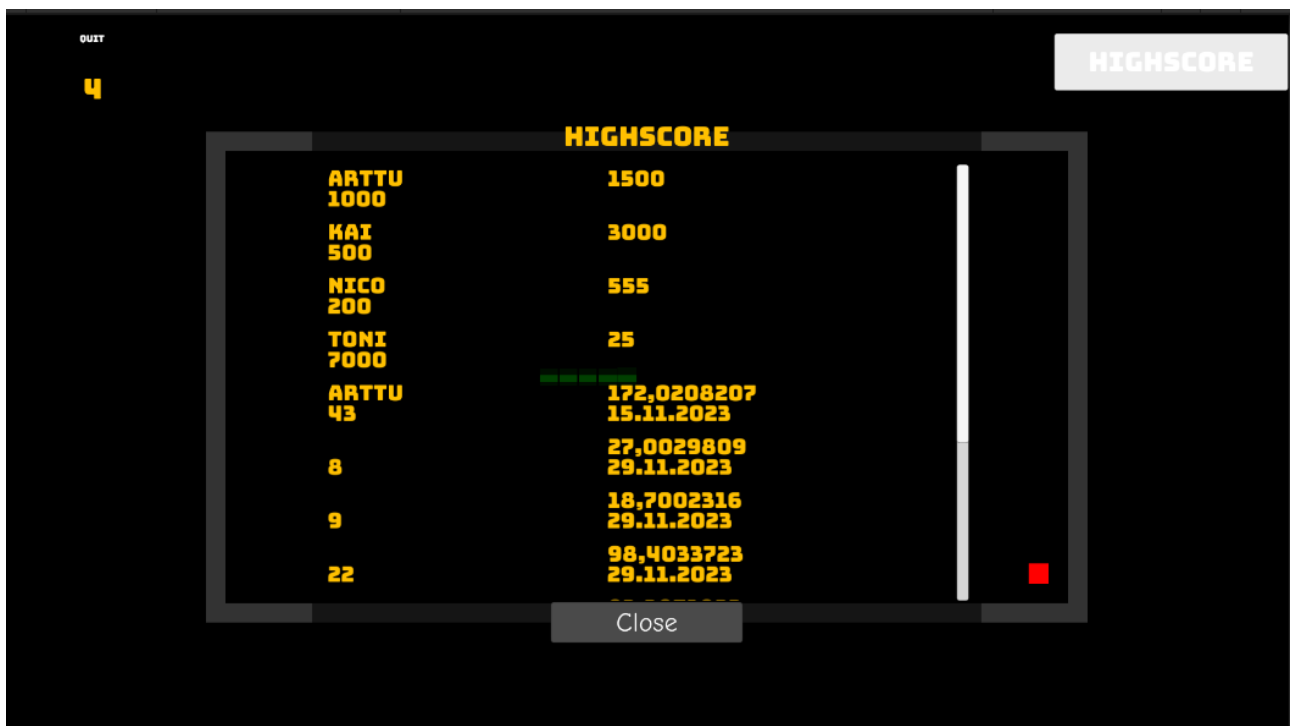 QUIT
HIGHSCORE
4
HIGHSCORE
ARTTU 1500
1000
KAI 3000
500
NICO 555
200
TONI 25
7000
ARTTU 172,0208207
43 15.11.2023
27,0029809
8 29.11.2023
18,7002316
9 29.11.2023
98,4033723
22 29.11.2023
Close